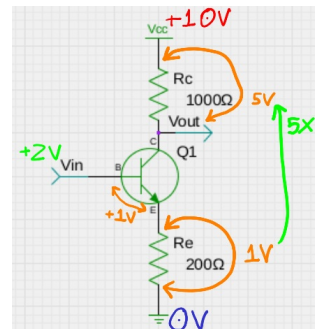 +10V
Vcc
Rc
1000Ω
5V
Vout
5X
C
Q1
+2V
Vin
B
+1V
E
Re
200Ω
1V
0V